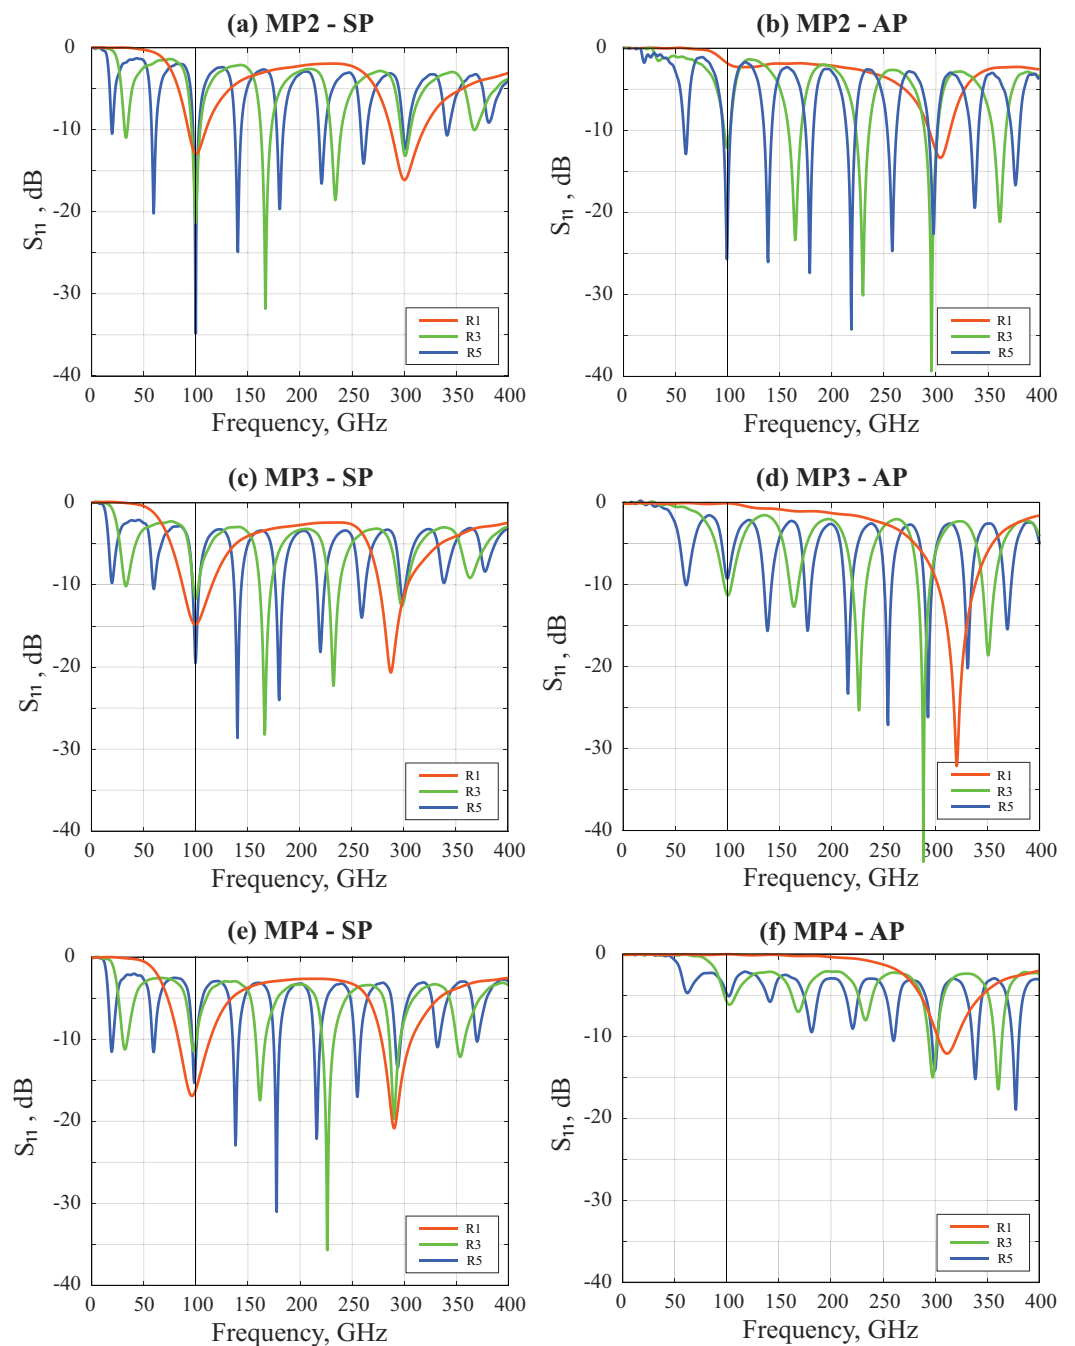 (a) MP2 - SP
0
-10
-20
-30
-40
S₁₁ , dB
R1
R3
R5
0 50 100 150 200 250 300 350 400
Frequency, GHz
(b) MP2 - AP
0
-10
-20
-30
-40
S₁₁ , dB
R1
R3
R5
0 50 100 150 200 250 300 350 400
Frequency, GHz
(c) MP3 - SP
0
-10
-20
-30
-40
S₁₁ , dB
R1
R3
R5
0 50 100 150 200 250 300 350 400
Frequency, GHz
(d) MP3 - AP
0
-10
-20
-30
-40
S₁₁ , dB
R1
R3
R5
0 50 100 150 200 250 300 350 400
Frequency, GHz
(e) MP4 - SP
0
-10
-20
-30
-40
S₁₁ , dB
R1
R3
R5
0 50 100 150 200 250 300 350 400
Frequency, GHz
(f) MP4 - AP
0
-10
-20
-30
-40
S₁₁, dB
R1
R3
R5
0 50 100 150 200 250 300 350 400
Frequency, GHz